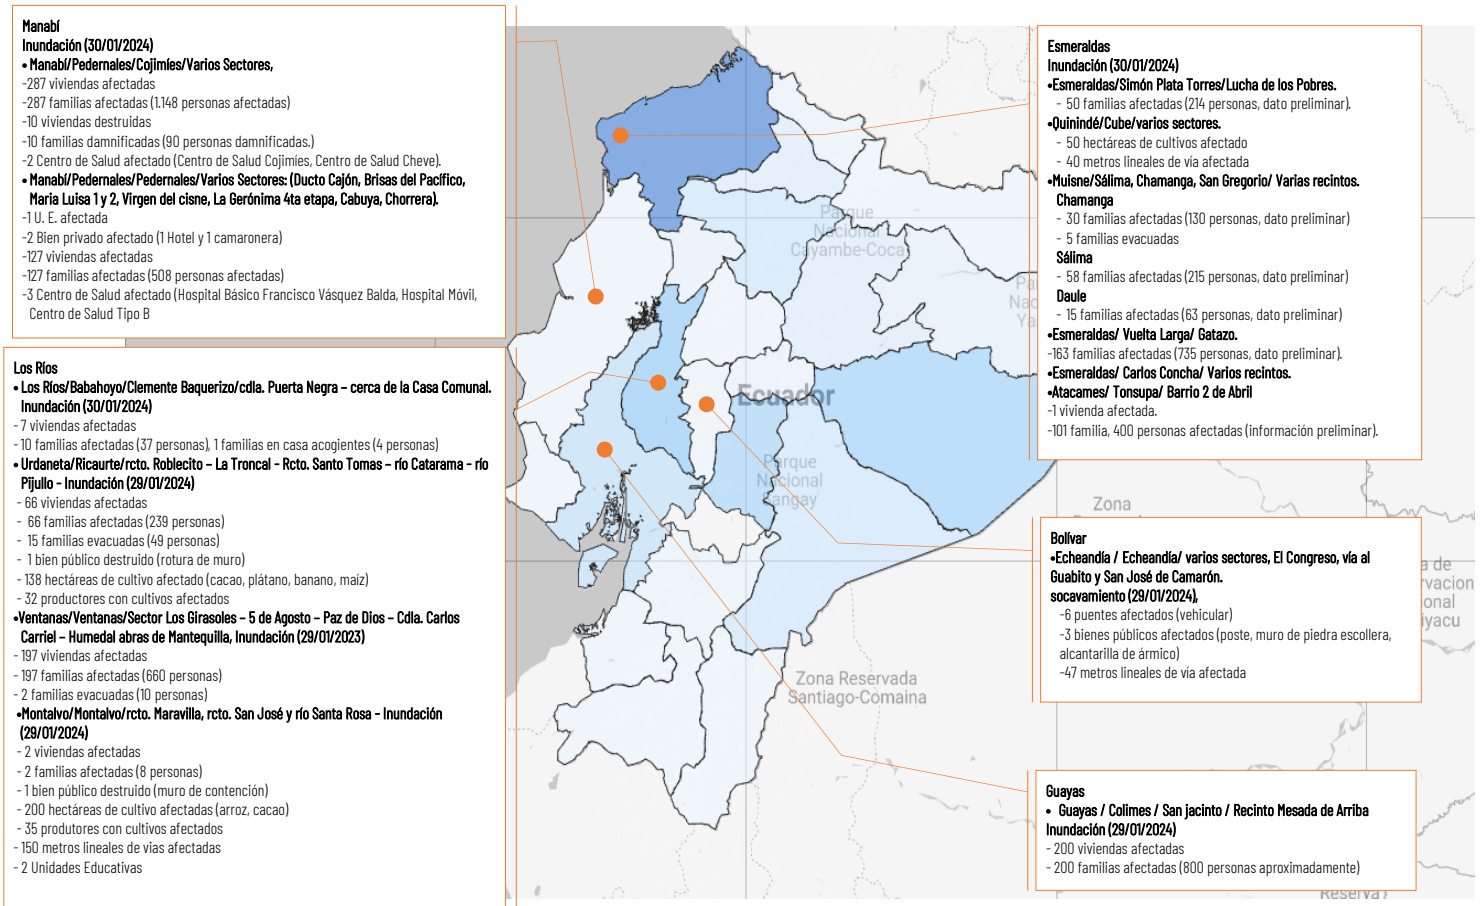 Manabí
Inundación (30/01/2024)
• Manabí/Pedernales/Cojimíes/Varios Sectores,
-287 viviendas afectadas
-287 familias afectadas (1.148 personas afectadas)
-10 viviendas destruidas
-10 familias damnificadas (90 personas damnificadas.)
-2 Centro de Salud afectado (Centro de Salud Cojimíes, Centro de Salud Cheve).
• Manabí/Pedernales/Pedernales/Varios Sectores: (Ducto Cajón, Brisas del Pacífico,
Maria Luisa 1 y 2, Virgen del cisne, La Gerónima 4ta etapa, Cabuya, Chorrera).
-1 U. E. afectada
-2 Bien privado afectado (1 Hotel y 1 camaronera)
-127 viviendas afectadas
-127 familias afectadas (508 personas afectadas)
-3 Centro de Salud afectado (Hospital Básico Francisco Vásquez Balda, Hospital Móvil,
Centro de Salud Tipo B
Los Ríos
• Los Ríos/Babahoyo/Clemente Baquerizo/cdla. Puerta Negra – cerca de la Casa Comunal.
Inundación (30/01/2024)
- 7 viviendas afectadas
- 10 familias afectadas (37 personas), 1 familias en casa acogientes (4 personas)
• Urdaneta/Ricaurte/rcto. Roblecito – La Troncal - Rcto. Santo Tomas – río Catarama - río
Pijullo - Inundación (29/01/2024)
- 66 viviendas afectadas
- 66 familias afectadas (239 personas)
- 15 familias evacuadas (49 personas)
- 1 bien público destruido (rotura de muro)
- 138 hectáreas de cultivo afectado (cacao, plátano, banano, maíz)
- 32 productores con cultivos afectados
•Ventanas/Ventanas/Sector Los Girasoles – 5 de Agosto – Paz de Dios – Cdla. Carlos
Carriel – Humedal abras de Mantequilla, Inundación (29/01/2023)
- 197 viviendas afectadas
- 197 familias afectadas (660 personas)
- 2 familias evacuadas (10 personas)
•Montalvo/Montalvo/rcto. Maravilla, rcto. San José y río Santa Rosa - Inundación
(29/01/2024)
- 2 viviendas afectadas
- 2 familias afectadas (8 personas)
- 1 bien público destruido (muro de contención)
- 200 hectáreas de cultivo afectadas (arroz, cacao)
- 35 produtores con cultivos afectados
- 150 metros lineales de vias afectadas
- 2 Unidades Educativas
Parque
Nacional
Cayambe-Coca
Ecuador
Parque
Nacional
Sangay
Zona Reservada
Santiago-Comaina
Zona
Esmeraldas
Inundación (30/01/2024)
•Esmeraldas/Simón Plata Torres/Lucha de los Pobres.
- 50 familias afectadas (214 personas, dato preliminar).
•Quinindé/Cube/varios sectores.
- 50 hectáreas de cultivos afectado
- 40 metros lineales de vía afectada
•Muisne/Sálima, Chamanga, San Gregorio/ Varias recintos.
Chamanga
- 30 familias afectadas (130 personas, dato preliminar)
- 5 familias evacuadas
Sálima
- 58 familias afectadas (215 personas, dato preliminar)
Daule
- 15 familias afectadas (63 personas, dato preliminar)
•Esmeraldas/ Vuelta Larga/ Gatazo.
-163 familias afectadas (735 personas, dato preliminar).
•Esmeraldas/ Carlos Concha/ Varios recintos.
•Atacames/ Tonsupa/ Barrio 2 de Abril
-1 vivienda afectada.
-101 familia, 400 personas afectadas (información preliminar).
Bolívar
•Echeandía / Echeandía/ varios sectores, El Congreso, vía al
Guabito y San José de Camarón.
socavamiento (29/01/2024),
-6 puentes afectados (vehicular)
-3 bienes públicos afectados (poste, muro de piedra escollera,
alcantarilla de ármico)
-47 metros lineales de vía afectada
Guayas
• Guayas / Colimes / San jacinto / Recinto Mesada de Arriba
Inundación (29/01/2024)
- 200 viviendas afectadas
- 200 familias afectadas (800 personas aproximadamente)